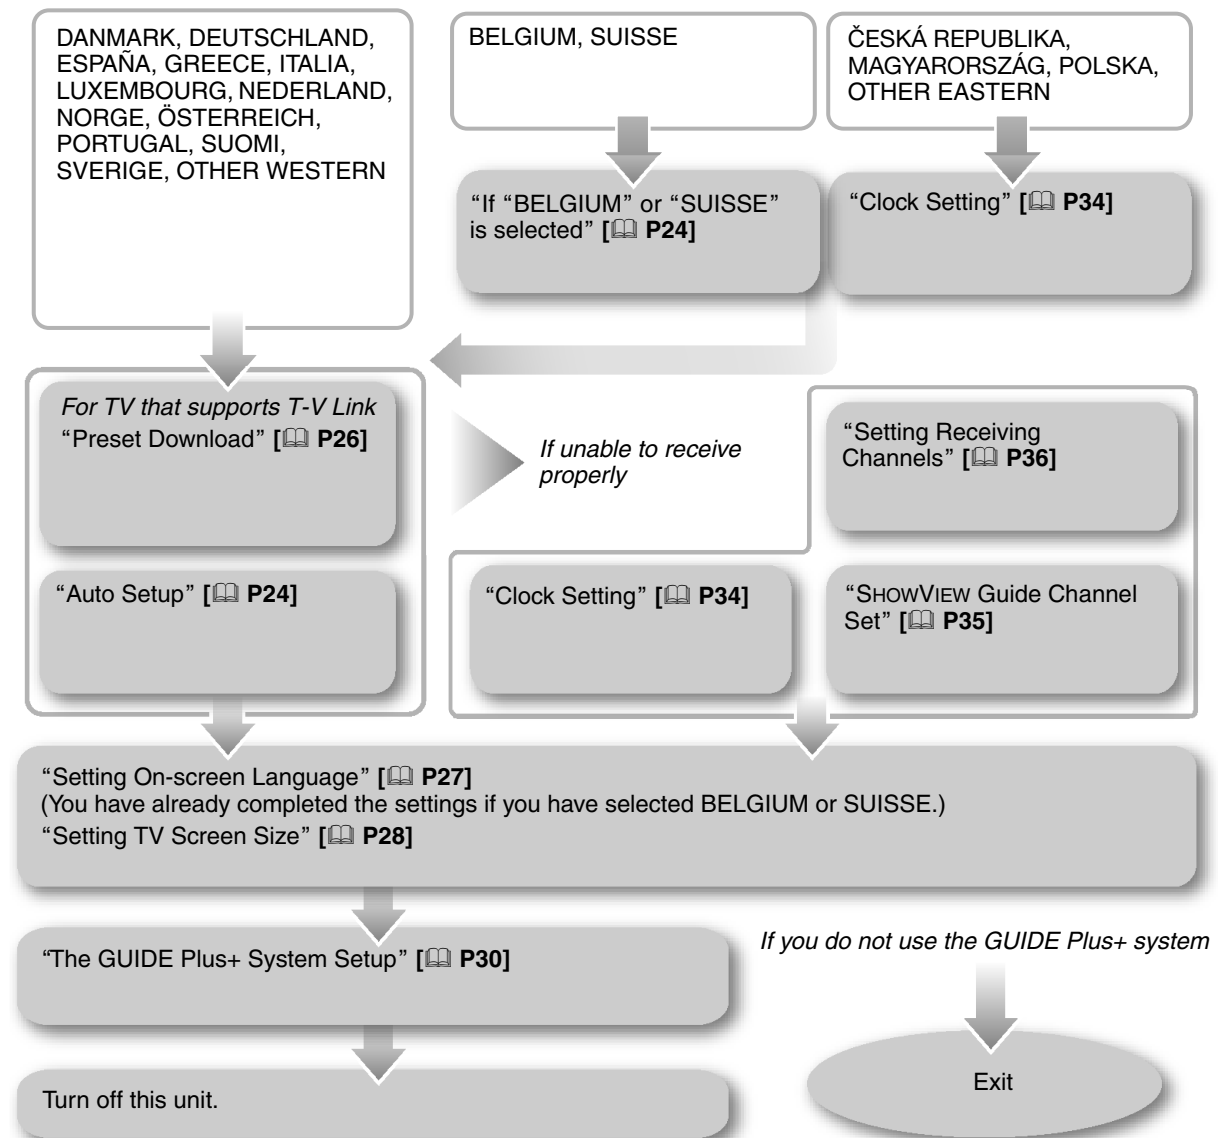 DANMARK, DEUTSCHLAND,
ESPAÑA, GREECE, ITALIA,
LUXEMBOURG, NEDERLAND,
NORGE, ÖSTERREICH,
PORTUGAL, SUOMI,
SVERIGE, OTHER WESTERN
BELGIUM, SUISSE
ČESKÁ REPUBLIKA,
MAGYARORSZÁG, POLSKA,
OTHER EASTERN
“If “BELGIUM” or “SUISSE”
is selected” [📖 P24]
“Clock Setting” [📖 P34]
For TV that supports T-V Link
“Preset Download” [📖 P26]
“Auto Setup” [📖 P24]
If unable to receive
properly
“Setting Receiving
Channels” [📖 P36]
“Clock Setting” [📖 P34]
“SHOWVIEW Guide Channel
Set” [📖 P35]
“Setting On-screen Language” [📖 P27]
(You have already completed the settings if you have selected BELGIUM or SUISSE.)
“Setting TV Screen Size” [📖 P28]
“The GUIDE Plus+ System Setup” [📖 P30]
If you do not use the GUIDE Plus+ system
Exit
Turn off this unit.